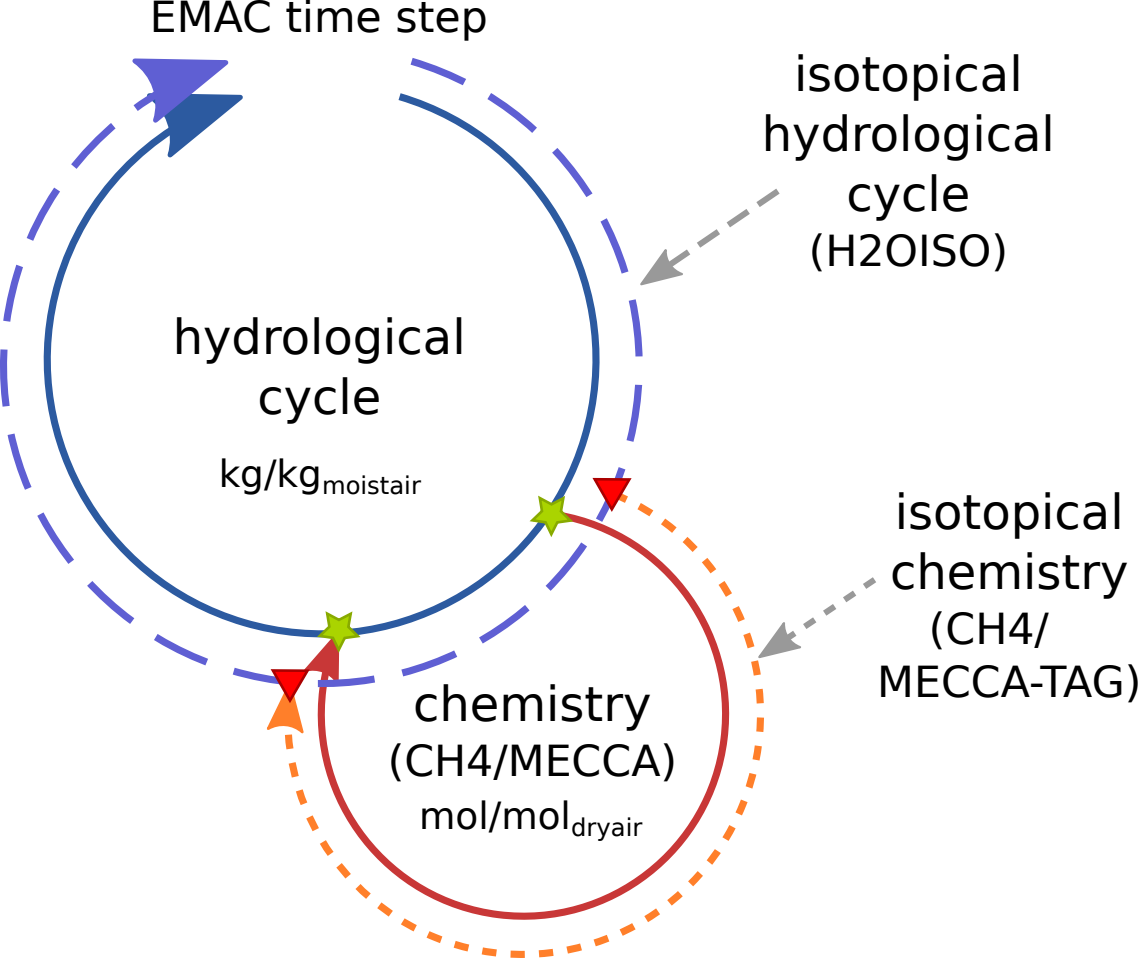 EMAC time step
isotopical
hydrological
cycle
(H2OISO)
hydrological
cycle
kg/kgmoistair
isotopical
chemistry
(CH4/
MECCA-TAG)
chemistry
(CH4/MECCA)
mol/moldryair